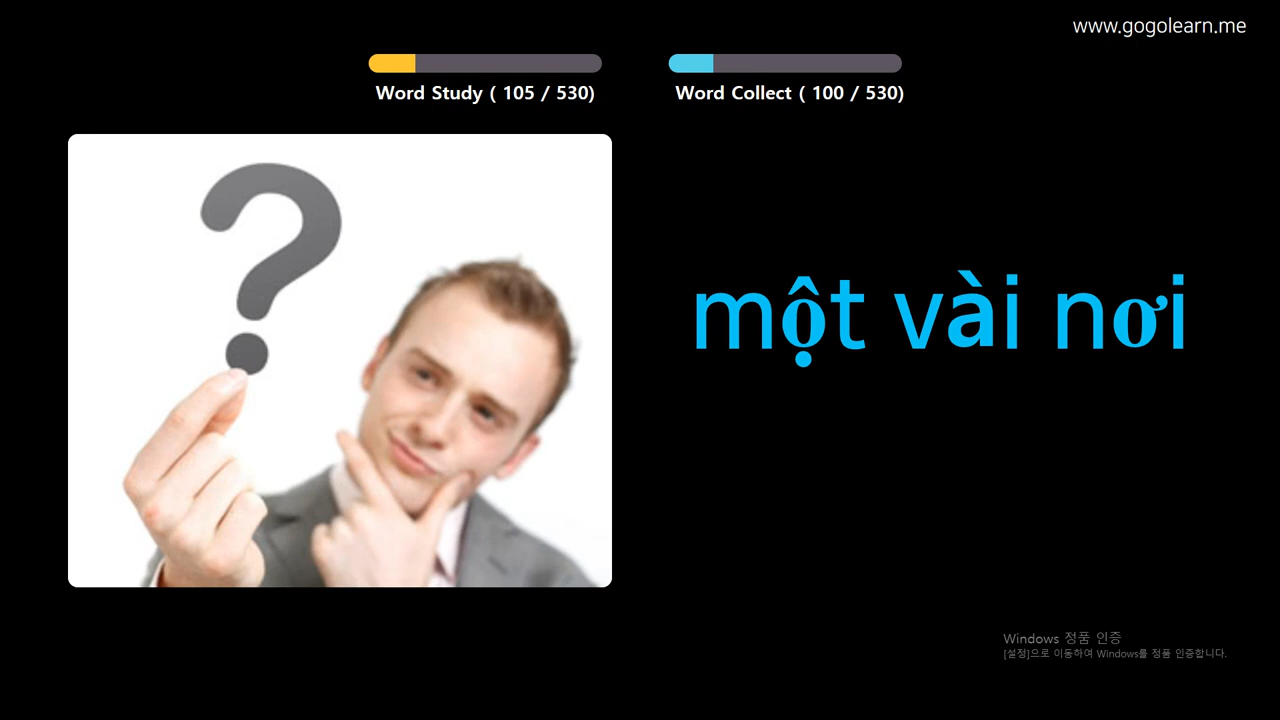 www.gogolearn.me
Word Study ( 105 / 530)
Word Collect ( 100 / 530)
một vài nơi
Windows 정품 인증
[설정]으로 이동하여 Windows를 정품 인증합니다.